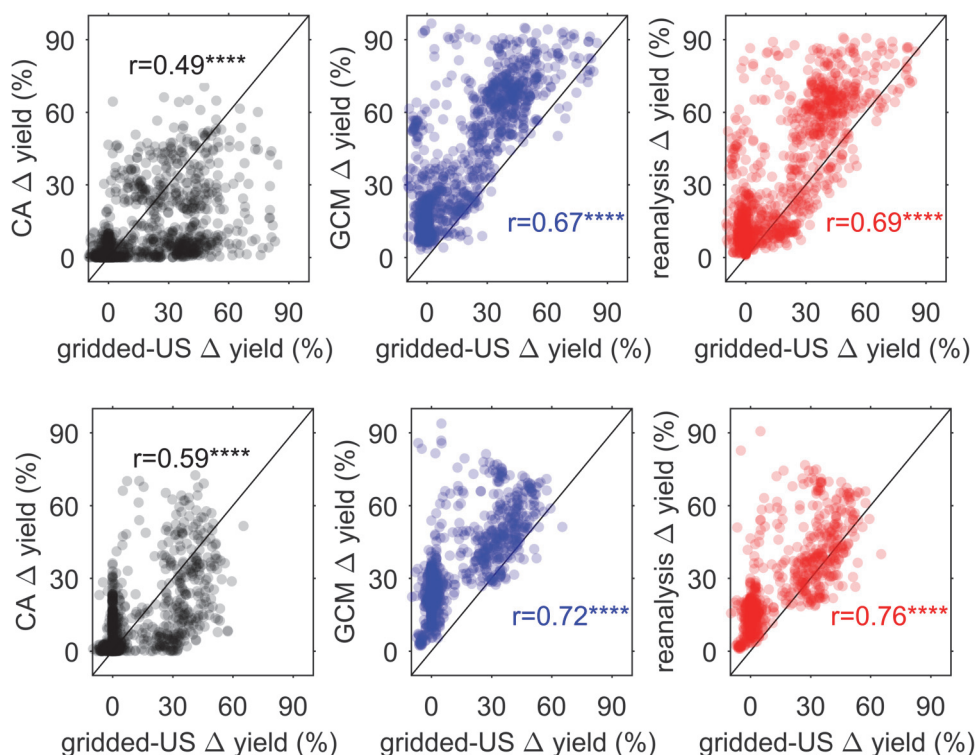 90
60
30
0
CA Δ yield (%)
r=0.49****
0 30 60 90
gridded-US Δ yield (%)
90
60
30
0
GCM Δ yield (%)
r=0.67****
0 30 60 90
gridded-US Δ yield (%)
90
60
30
0
reanalysis Δ yield (%)
r=0.69****
0 30 60 90
gridded-US Δ yield (%)
90
60
30
0
CA Δ yield (%)
r=0.59****
0 30 60 90
gridded-US Δ yield (%)
90
60
30
0
GCM Δ yield (%)
r=0.72****
0 30 60 90
gridded-US Δ yield (%)
90
60
30
0
reanalysis Δ yield (%)
r=0.76****
0 30 60 90
gridded-US Δ yield (%)